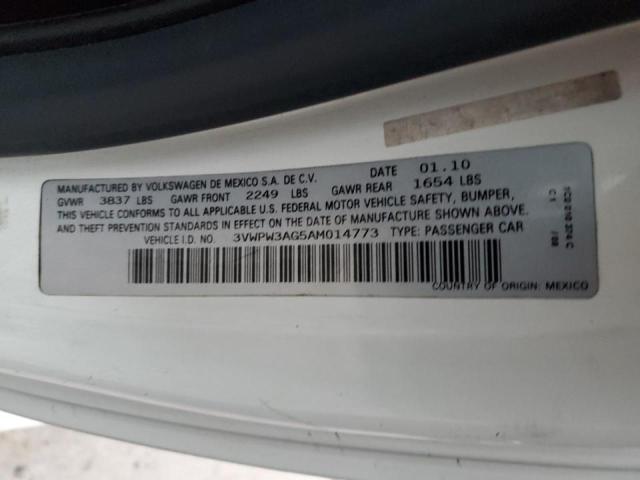 MANUFACTURED BY VOLKSWAGEN DE MEXICO S.A. DE C.V. DATE 01.10
GVWR 3837 LBS GAWR FRONT 2249 LBS GAWR REAR 1654 LBS
THIS VEHICLE CONFORMS TO ALL APPLICABLE U.S. FEDERAL MOTOR VEHICLE SAFETY, BUMPER,
AND THEFT PREVENTION STANDARDS IN EFFECT ON THE DATE OF MANUFACTURE SHOWN ABOVE.
VEHICLE I.D. NO. 3VWPW3AG5AM014773 TYPE: PASSENGER CAR
COUNTRY OF ORIGIN: MEXICO
C1 /08